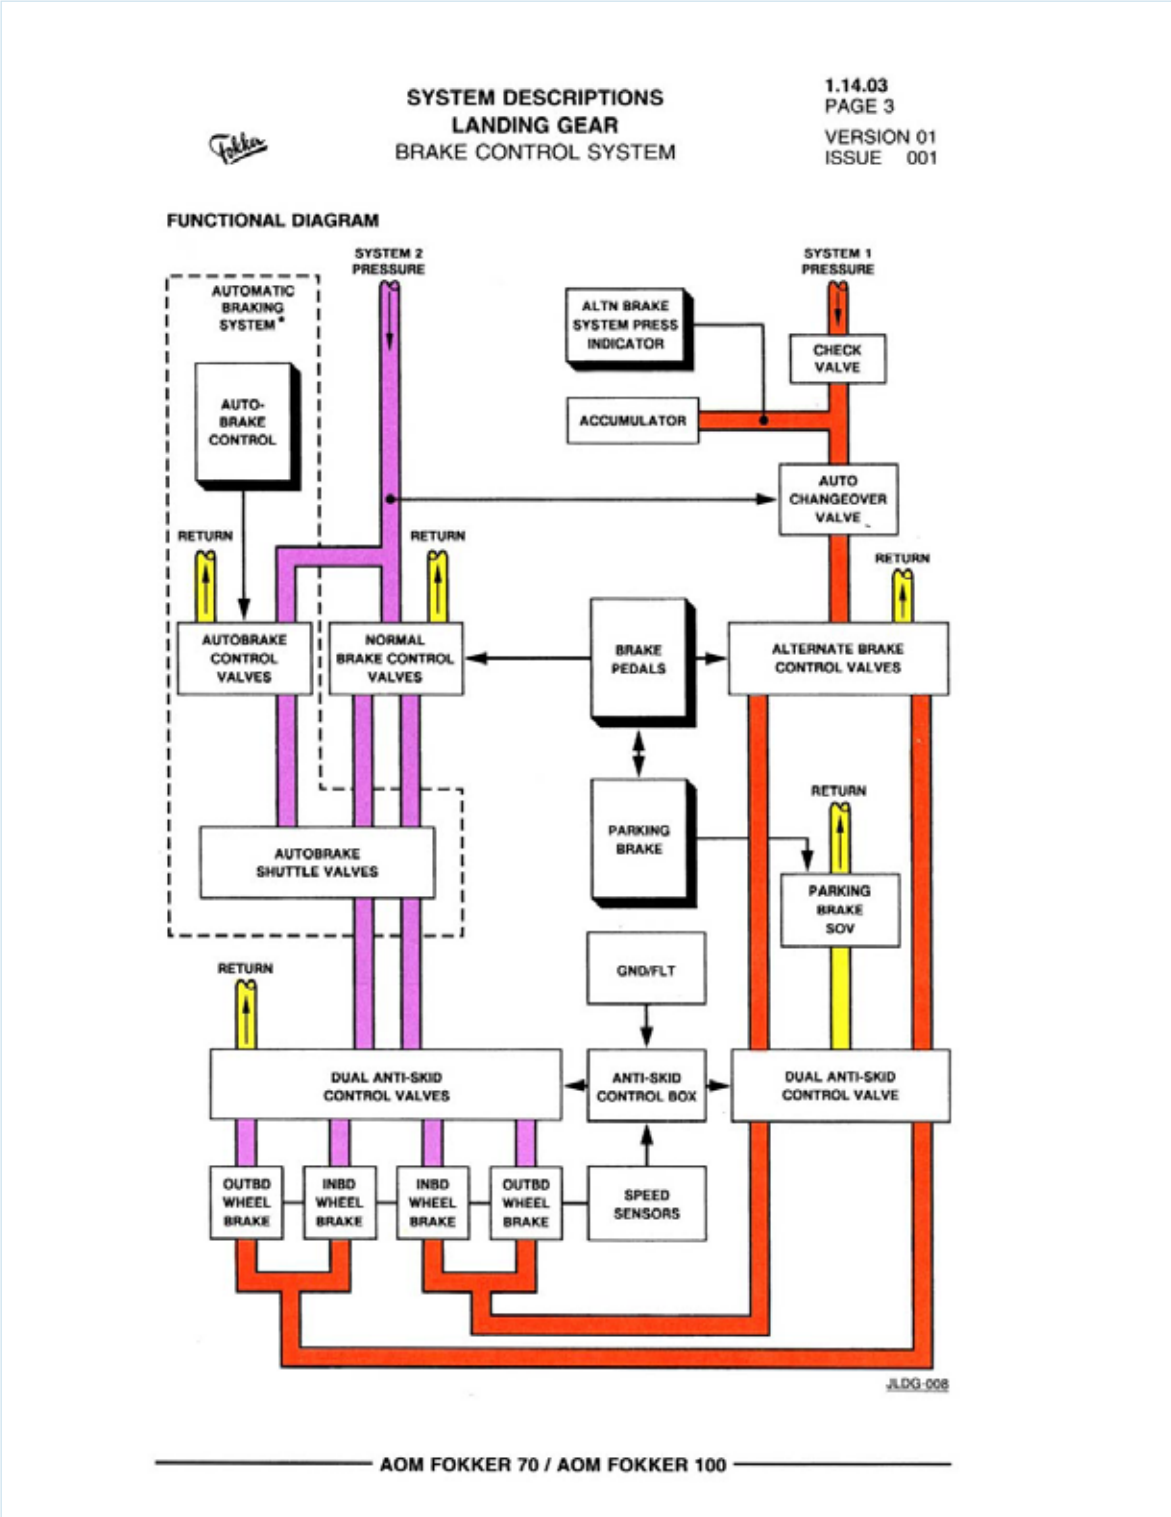 SYSTEM DESCRIPTIONS
LANDING GEAR
BRAKE CONTROL SYSTEM
1.14.03
PAGE 3
VERSION 01
ISSUE 001
Fokker
FUNCTIONAL DIAGRAM
SYSTEM 2
PRESSURE
SYSTEM 1
PRESSURE
AUTOMATIC
BRAKING
SYSTEM*
ALTN BRAKE
SYSTEM PRESS
INDICATOR
CHECK
VALVE
AUTO-
BRAKE
CONTROL
ACCUMULATOR
AUTO
CHANGEOVER
VALVE
RETURN
RETURN
RETURN
AUTOBRAKE
CONTROL
VALVES
NORMAL
BRAKE CONTROL
VALVES
BRAKE
PEDALS
ALTERNATE BRAKE
CONTROL VALVES
RETURN
PARKING
BRAKE
AUTOBRAKE
SHUTTLE VALVES
PARKING
BRAKE
SOV
RETURN
GND/FLT
DUAL ANTI-SKID
CONTROL VALVES
ANTI-SKID
CONTROL BOX
DUAL ANTI-SKID
CONTROL VALVE
OUTBD
WHEEL
BRAKE
INBD
WHEEL
BRAKE
INBD
WHEEL
BRAKE
OUTBD
WHEEL
BRAKE
SPEED
SENSORS
JLDG-008
AOM FOKKER 70 / AOM FOKKER 100